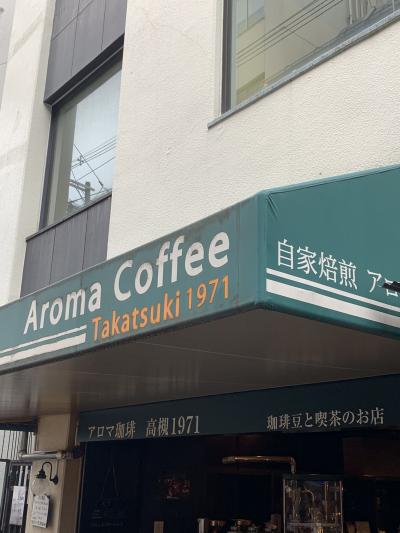 Aroma Coffee
Takatsuki 1971
自家焙煎 アロ
アロマ珈琲 高槻1971
珈琲豆と喫茶のお店